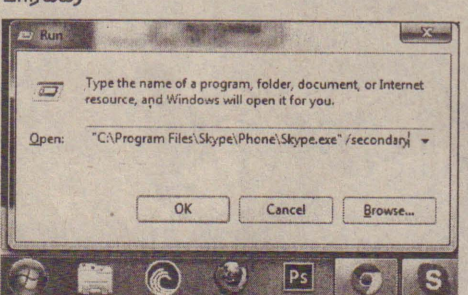 Run
Type the name of a program, folder, document, or Internet
resource, and Windows will open it for you.
Open: "C:\Program Files\Skype\Phone\Skype.exe" /secondary
OK Cancel Browse...
Ps S